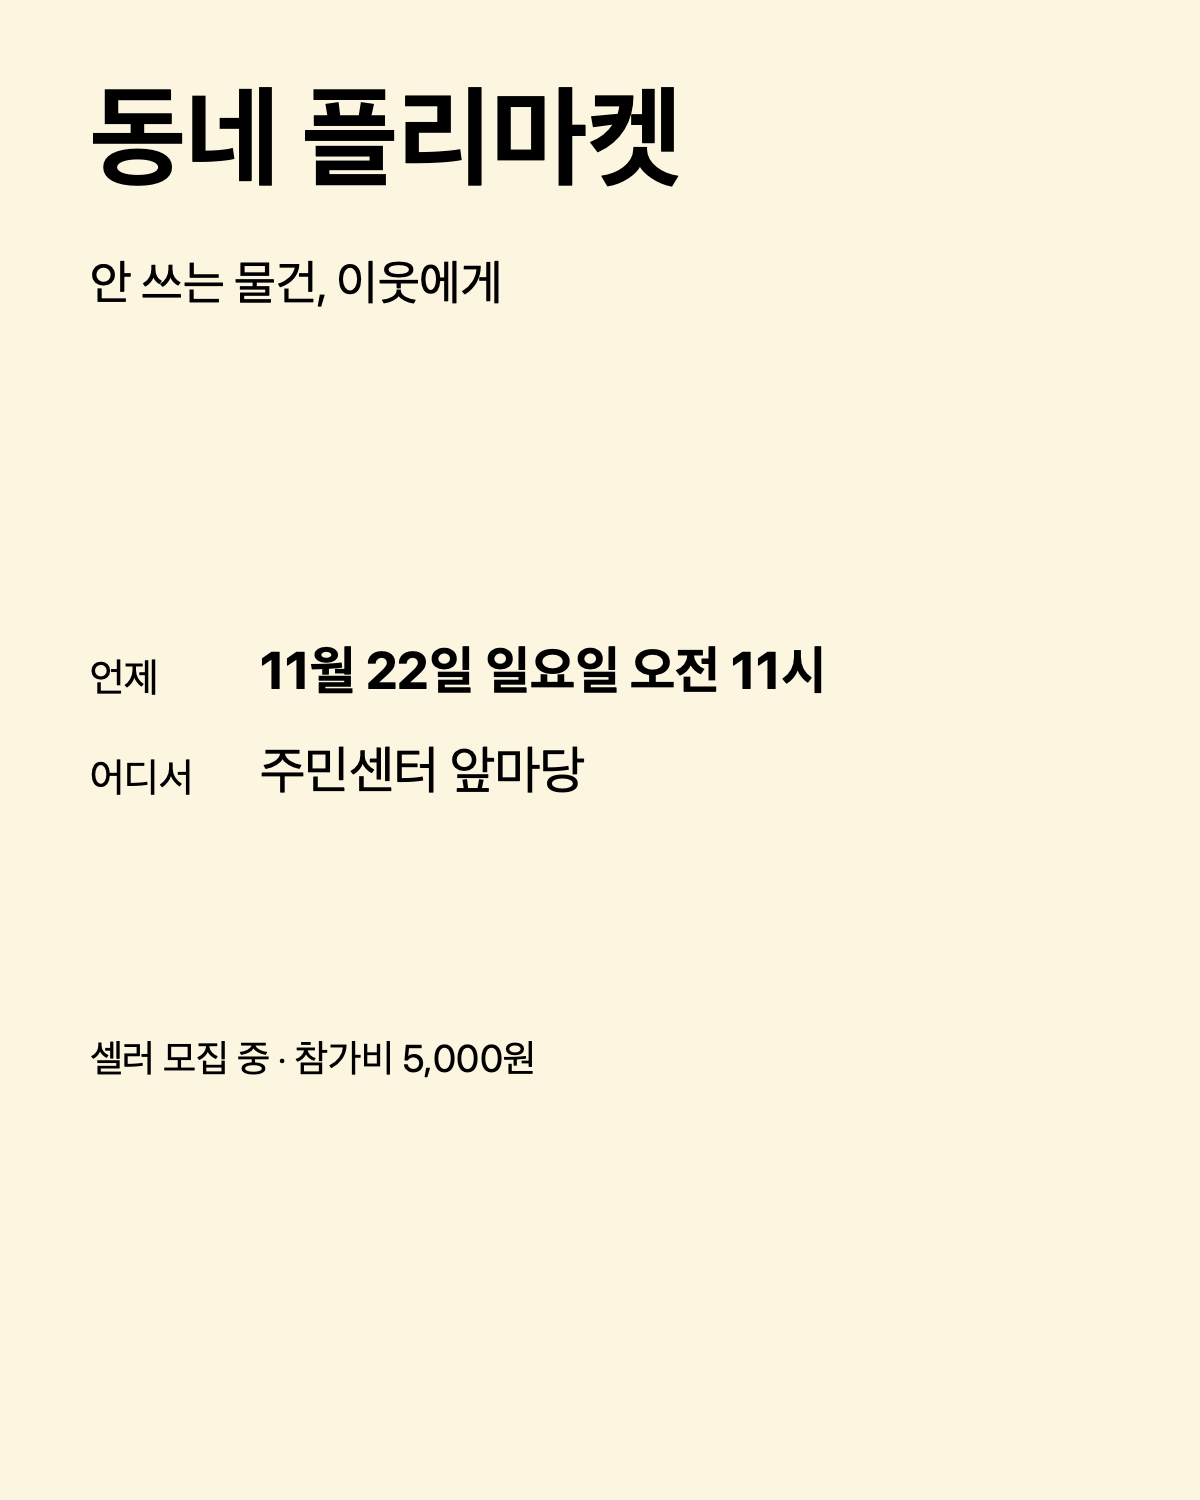 동네 플리마켓
안 쓰는 물건, 이웃에게
언제 11월 22일 일요일 오전 11시
어디서 주민센터 앞마당
셀러 모집 중 · 참가비 5,000원